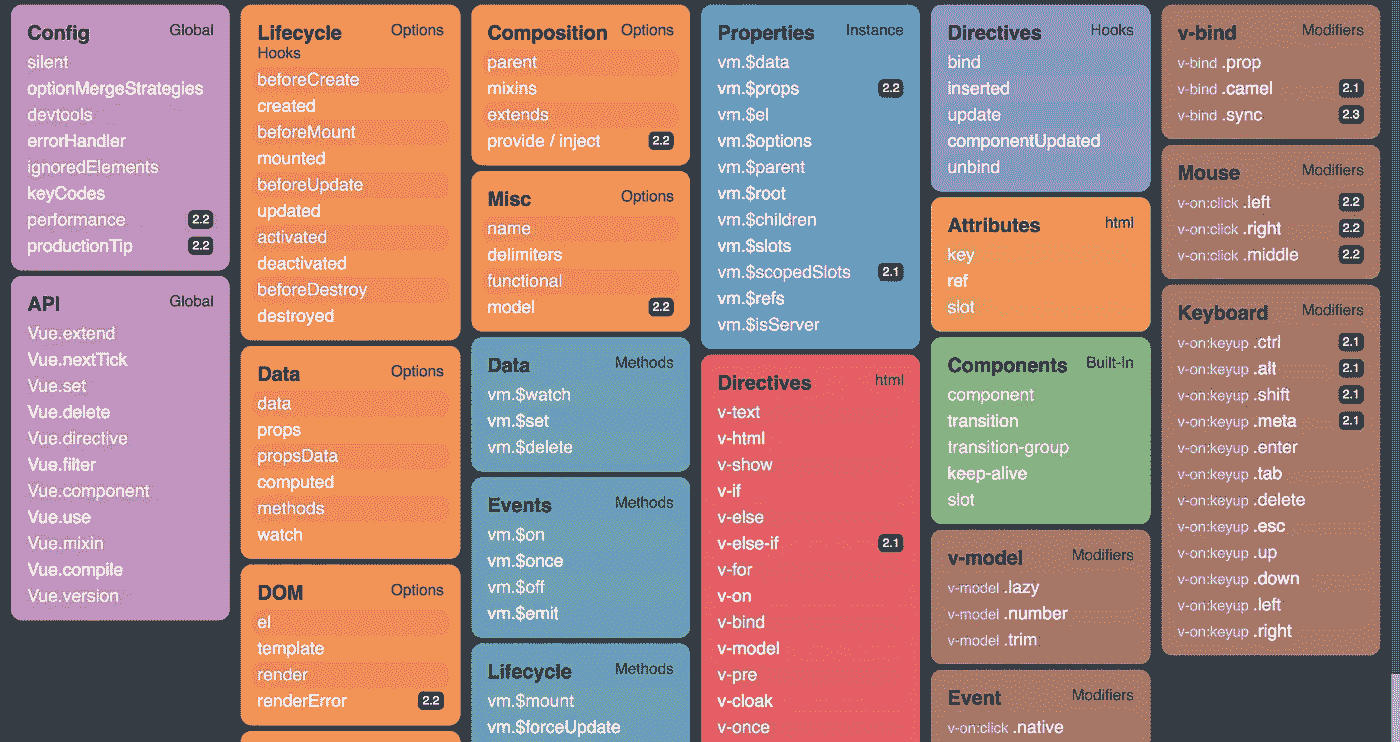 Config Global
silent
optionMergeStrategies
devtools
errorHandler
ignoredElements
keyCodes
performance 2.2
productionTip 2.2
API Global
Vue.extend
Vue.nextTick
Vue.set
Vue.delete
Vue.directive
Vue.filter
Vue.component
Vue.use
Vue.mixin
Vue.compile
Vue.version
Lifecycle Options
Hooks
beforeCreate
created
beforeMount
mounted
beforeUpdate
updated
activated
deactivated
beforeDestroy
destroyed
Data Options
data
props
propsData
computed
methods
watch
DOM Options
el
template
render
renderError 2.2
Composition Options
parent
mixins
extends
provide / inject 2.2
Misc Options
name
delimiters
functional
model 2.2
Data Methods
vm.$watch
vm.$set
vm.$delete
Events Methods
vm.$on
vm.$once
vm.$off
vm.$emit
Lifecycle Methods
vm.$mount
vm.$forceUpdate
Properties Instance
vm.$data
vm.$props 2.2
vm.$el
vm.$options
vm.$parent
vm.$root
vm.$children
vm.$slots
vm.$scopedSlots 2.1
vm.$refs
vm.$isServer
Directives html
v-text
v-html
v-show
v-if
v-else
v-else-if 2.1
v-for
v-on
v-bind
v-model
v-pre
v-cloak
v-once
Directives Hooks
bind
inserted
update
componentUpdated
unbind
Attributes html
key
ref
slot
Components Built-In
component
transition
transition-group
keep-alive
slot
v-model Modifiers
v-model .lazy
v-model .number
v-model .trim
Event Modifiers
v-on:click .native
v-bind Modifiers
v-bind .prop
v-bind .camel 2.1
v-bind .sync 2.3
Mouse Modifiers
v-on:click .left 2.2
v-on:click .right 2.2
v-on:click .middle 2.2
Keyboard Modifiers
v-on:keyup .ctrl 2.1
v-on:keyup .alt 2.1
v-on:keyup .shift 2.1
v-on:keyup .meta 2.1
v-on:keyup .enter
v-on:keyup .tab
v-on:keyup .delete
v-on:keyup .esc
v-on:keyup .up
v-on:keyup .down
v-on:keyup .left
v-on:keyup .right